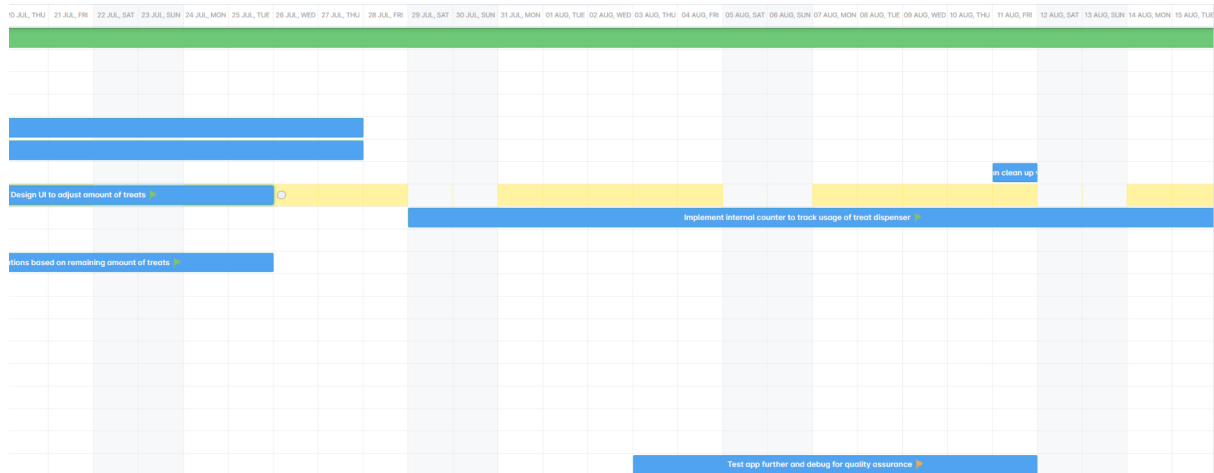 20 JUL, THU 21 JUL, FRI 22 JUL, SAT 23 JUL, SUN 24 JUL, MON 25 JUL, TUE 26 JUL, WED 27 JUL, THU 28 JUL, FRI 29 JUL, SAT 30 JUL, SUN 31 JUL, MON 01 AUG, TUE 02 AUG, WED 03 AUG, THU 04 AUG, FRI 05 AUG, SAT 06 AUG, SUN 07 AUG, MON 08 AUG, TUE 09 AUG, WED 10 AUG, THU 11 AUG, FRI 12 AUG, SAT 13 AUG, SUN 14 AUG, MON 15 AUG, TUE
clean up
Design UI to adjust amount of treats
Implement internal counter to track usage of treat dispenser
based on remaining amount of treats
Test app further and debug for quality assurance